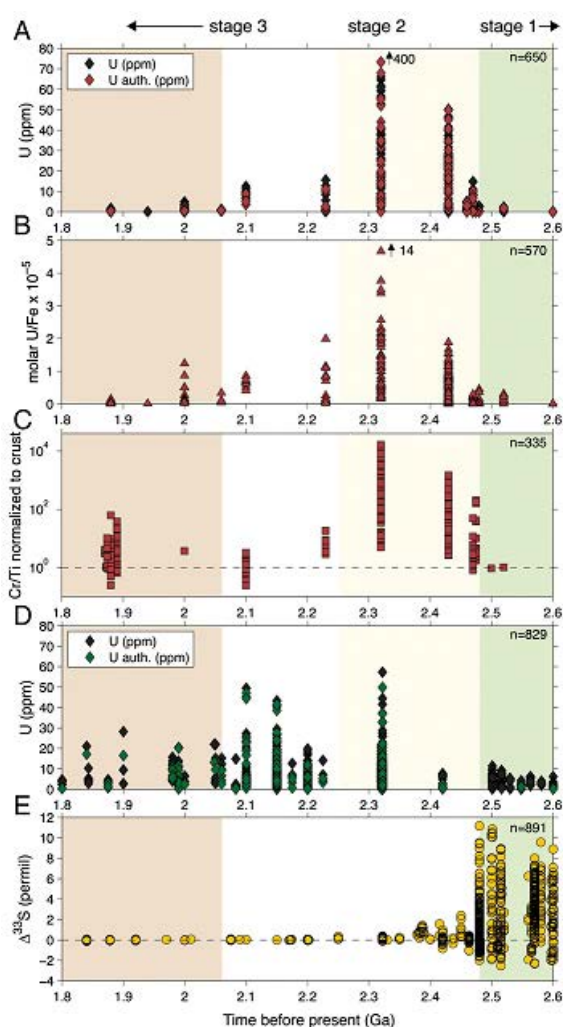 stage 3 stage 2 stage 1
A
80
70
60
50
40
30
20
10
0
U (ppm)
U (ppm)
U auth. (ppm)
400
n=650
1.8 1.9 2 2.1 2.2 2.3 2.4 2.5 2.6
B
5
4
3
2
1
0
molar U/Fe x 10⁻⁵
14
n=570
1.8 1.9 2 2.1 2.2 2.3 2.4 2.5 2.6
C
10⁴
10²
10⁰
Cr/Ti normalized to crust
n=335
1.8 1.9 2 2.1 2.2 2.3 2.4 2.5 2.6
D
80
70
60
50
40
30
20
10
0
U (ppm)
U (ppm)
U auth. (ppm)
n=829
1.8 1.9 2 2.1 2.2 2.3 2.4 2.5 2.6
E
12
10
8
6
4
2
0
−2
−4
Δ³³S (permil)
n=891
1.8 1.9 2 2.1 2.2 2.3 2.4 2.5 2.6
Time before present (Ga)